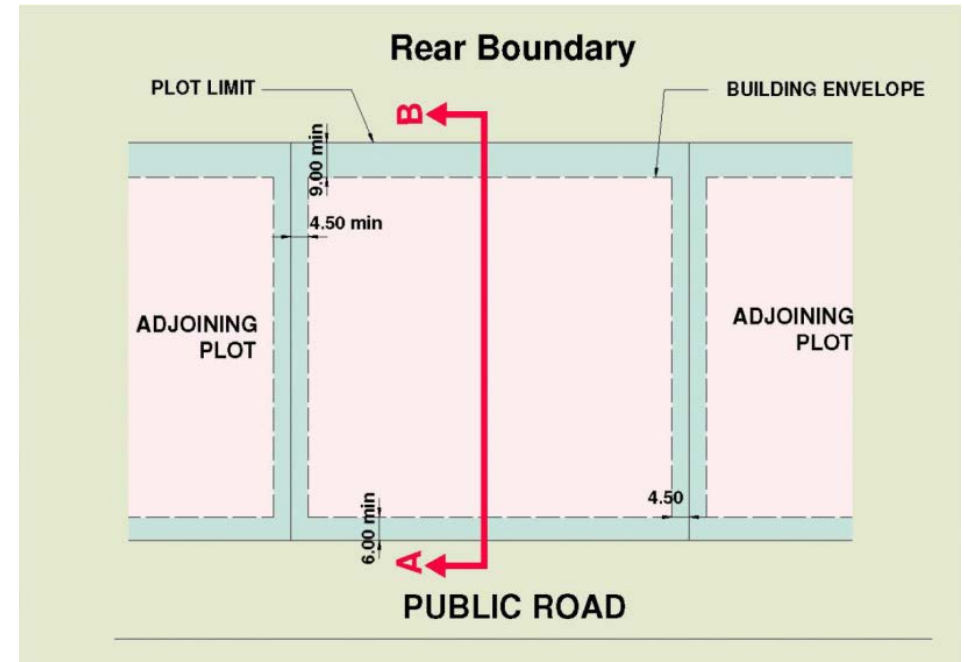 Rear Boundary
PLOT LIMIT
BUILDING ENVELOPE
B
9.00 min
4.50 min
ADJOINING
PLOT
ADJOINING
PLOT
4.50
6.00 min
A
PUBLIC ROAD